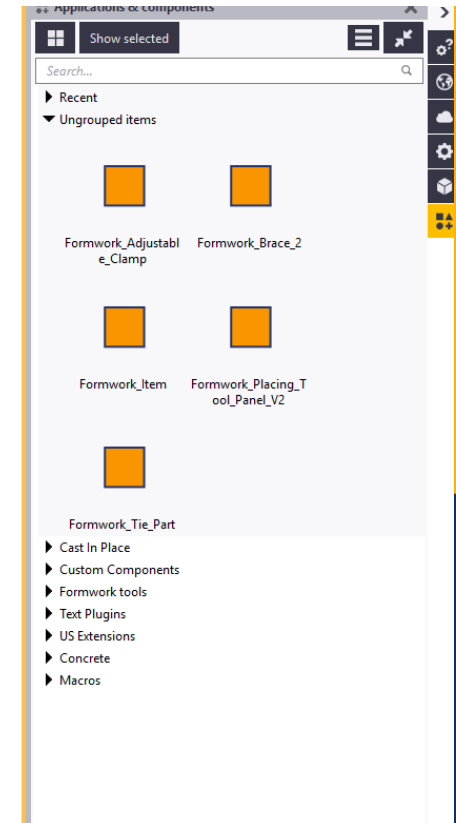 Applications & components
Show selected
Search...
Recent
Ungrouped items
Formwork_Adjustabl
e_Clamp
Formwork_Brace_2
Formwork_Item
Formwork_Placing_T
ool_Panel_V2
Formwork_Tie_Part
Cast In Place
Custom Components
Formwork tools
Text Plugins
US Extensions
Concrete
Macros